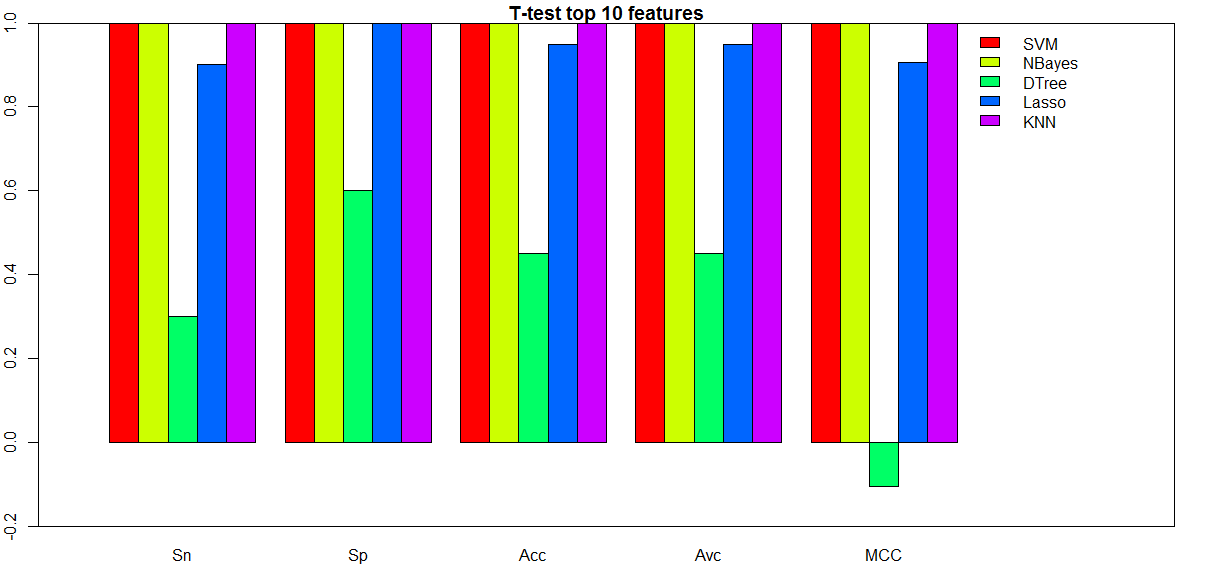 T-test top 10 features
1.0
0.8
0.6
0.4
0.2
0.0
-0.2
SVM
NBayes
DTree
Lasso
KNN
Sn Sp Acc Avc MCC